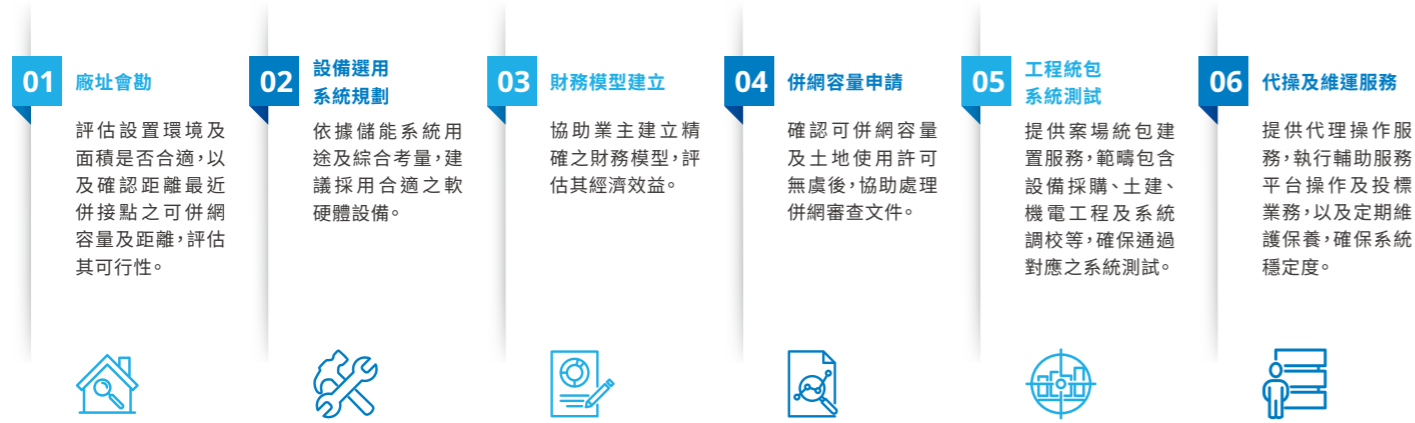 01
廠址會勘
評估設置環境及
面積是否合適，以
及確認距離最近
併接點之可併網
容量及距離，評估
其可行性。
02
設備選用
系統規劃
依據儲能系統用
途及綜合考量，建
議採用合適之軟
硬體設備。
03
財務模型建立
協助業主建立精
確之財務模型，評
估其經濟效益。
04
併網容量申請
確認可併網容量
及土地使用許可
無虞後，協助處理
併網審查文件。
05
工程統包
系統測試
提供案場統包建
置服務，範疇包含
設備採購、土建、
機電工程及系統
調校等，確保通過
對應之系統測試。
06
代操及維運服務
提供代理操作服
務，執行輔助服務
平台操作及投標
業務，以及定期維
護保養，確保系統
穩定度。